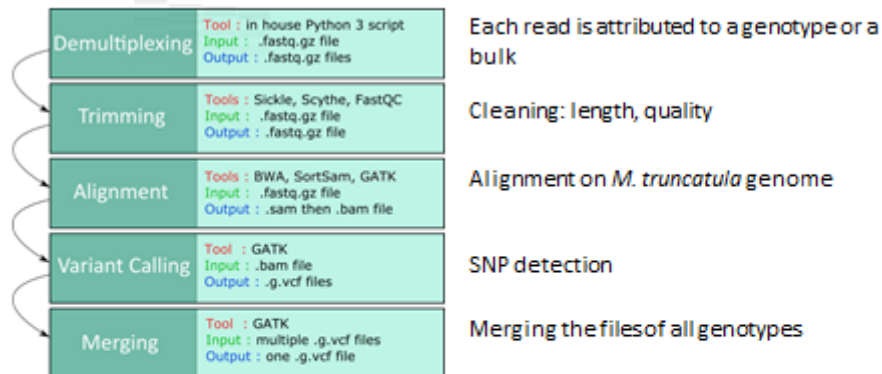 Demultiplexing
Tool : in house Python 3 script
Input : .fastq.gz file
Output : .fastq.gz files
Each read is attributed to a genotype or a
bulk
Trimming
Tools : Sickle, Scythe, FastQC
Input : .fastq.gz file
Output : .fastq.gz file
Cleaning: length, quality
Alignment
Tools : BWA, SortSam, GATK
Input : .fastq.gz file
Output : .sam then .bam file
Alignment on M. truncatula genome
Variant Calling
Tool : GATK
Input : .bam file
Output : .g.vcf files
SNP detection
Merging
Tool : GATK
Input : multiple .g.vcf files
Output : one .g.vcf file
Merging the filesof all genotypes